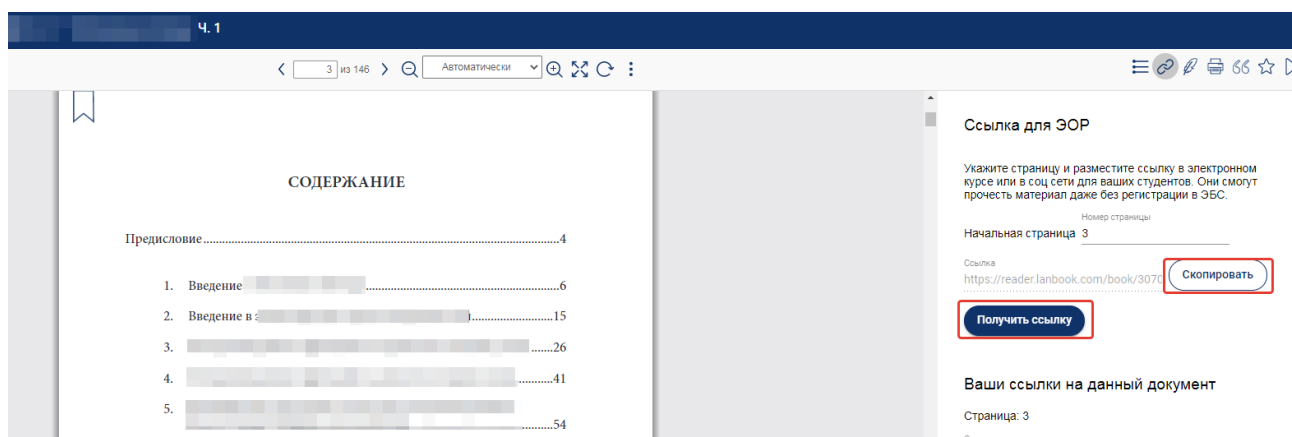 Ч. 1
3 из 146 Автоматически
СОДЕРЖАНИЕ
Предисловие.....4
1. Введение.....6
2. Введение в.....15
3. .....26
4. .....41
5. .....54
Ссылка для ЭОР
Укажите страницу и разместите ссылку в электронном
курсе или в соц сети для ваших студентов. Они смогут
прочесть материал даже без регистрации в ЭБС.
Номер страницы
Начальная страница 3
Ссылка
https://reader.lanbook.com/book/3070
Скопировать
Получить ссылку
Ваши ссылки на данный документ
Страница: 3